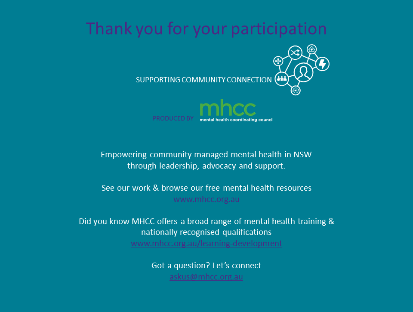 Thank you for your participation
SUPPORTING COMMUNITY CONNECTION
PRODUCED BY
mhcc
mental health coordinating council
Empowering community managed mental health in NSW
through leadership, advocacy and support.
See our work & browse our free mental health resources
www.mhcc.org.au
Did you know MHCC offers a broad range of mental health training &
nationally recognised qualifications
www.mhcc.org.au/learning-development
Got a question? Let's connect
askus@mhcc.org.au